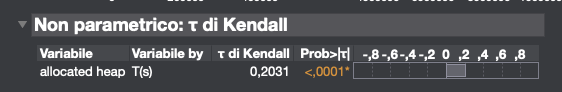 Non parametrico: τ di Kendall
Variabile Variabile by τ di Kendall Prob>|τ| -,8 -,6 -,4 -,2 0 ,2 ,4 ,6 ,8
allocated heap T(s) 0,2031 <,0001*